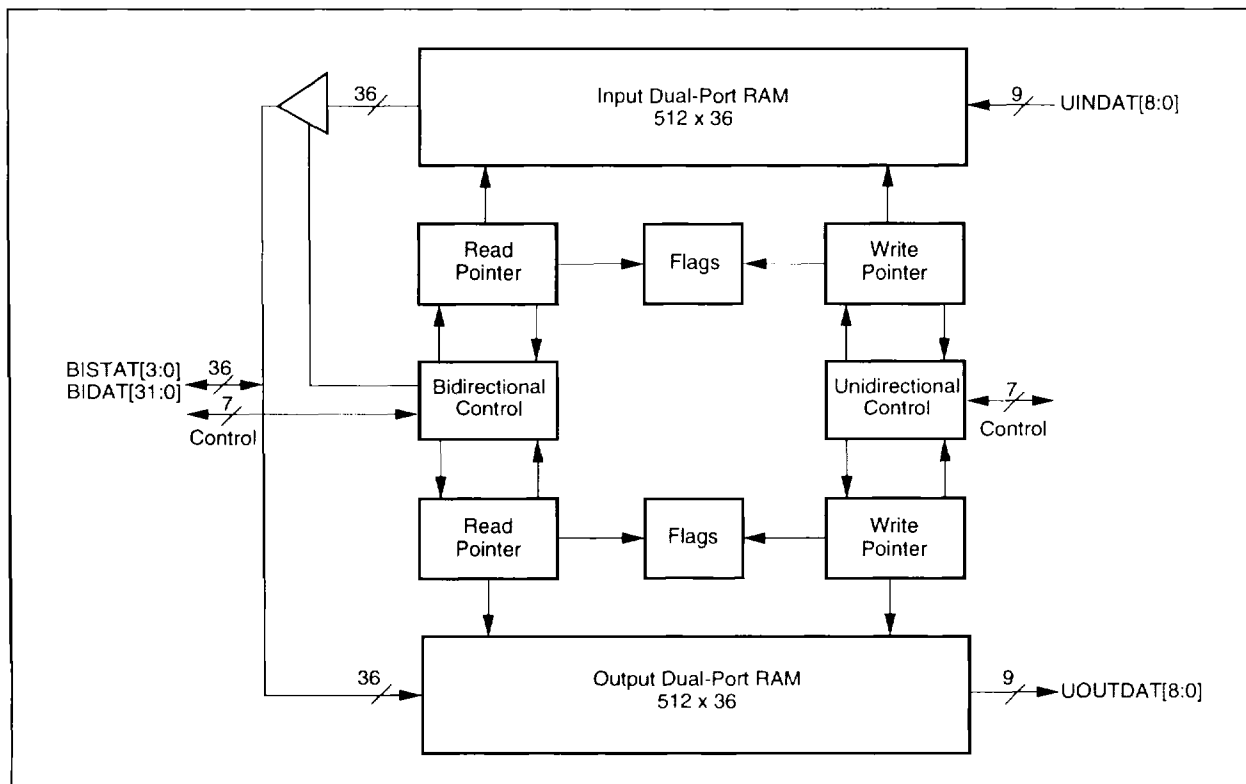 36
Input Dual-Port RAM
512 x 36
9
UINDAT[8:0]
Read
Pointer
Flags
Write
Pointer
BISTAT[3:0]
BIDAT[31:0]
36
7
Control
Bidirectional
Control
Unidirectional
Control
7
Control
Read
Pointer
Flags
Write
Pointer
36
Output Dual-Port RAM
512 x 36
9
UOUTDAT[8:0]